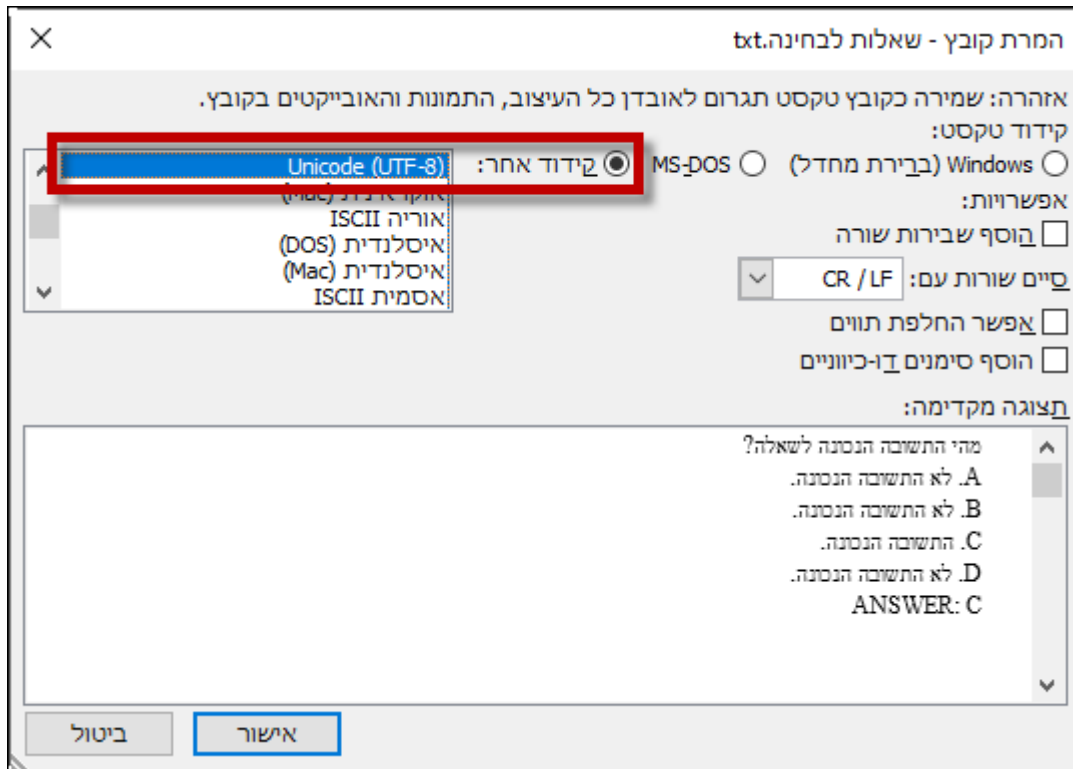 המרת קובץ - שאלות לבחינה.txt
אזהרה: שמירה כקובץ טקסט תגרום לאובדן כל העיצוב, התמונות והאובייקטים בקובץ.
קידוד טקסט:
Windows (ברירת מחדל) MS-DOS קידוד אחר: Unicode (UTF-8)
אוקראינית (Mac)
אוריה ISCII
איסלנדית (DOS)
איסלנדית (Mac)
אסמית ISCII
אפשרויות:
הוסף שבירות שורה
סיים שורות עם: CR / LF
אפשר החלפת תווים
הוסף סימנים דו-כיווניים
תצוגה מקדימה:
מהי התשובה הנכונה לשאלה?
A. לא התשובה הנכונה.
B. לא התשובה הנכונה.
C. התשובה הנכונה.
D. לא התשובה הנכונה.
ANSWER: C
אישור ביטול